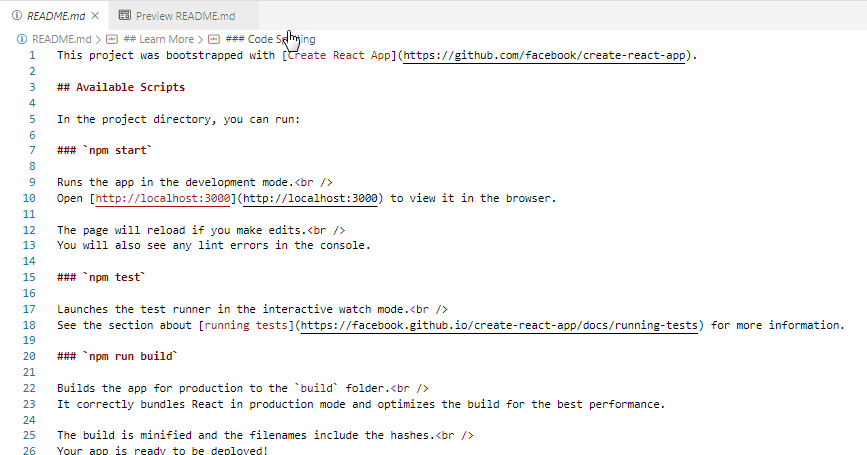 README.md × Preview README.md
README.md > ## Learn More > ### Code
1 This project was bootstrapped with [Create React App](https://github.com/facebook/create-react-app).
2
3 ## Available Scripts
4
5 In the project directory, you can run:
6
7 ### `npm start`
8
9 Runs the app in the development mode.<br />
10 Open [http://localhost:3000](http://localhost:3000) to view it in the browser.
11
12 The page will reload if you make edits.<br />
13 You will also see any lint errors in the console.
14
15 ### `npm test`
16
17 Launches the test runner in the interactive watch mode.<br />
18 See the section about [running tests](https://facebook.github.io/create-react-app/docs/running-tests) for more information.
19
20 ### `npm run build`
21
22 Builds the app for production to the `build` folder.<br />
23 It correctly bundles React in production mode and optimizes the build for the best performance.
24
25 The build is minified and the filenames include the hashes.<br />
26 Your app is ready to be deployed!